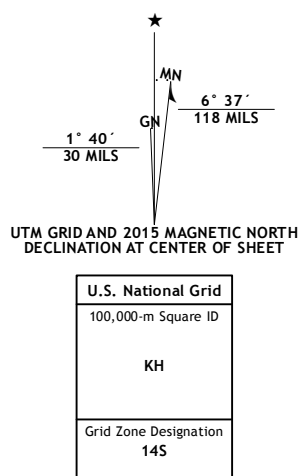 ★
MN
GN
6° 37´
118 MILS
1° 40´
30 MILS
UTM GRID AND 2015 MAGNETIC NORTH
DECLINATION AT CENTER OF SHEET
U.S. National Grid
100,000-m Square ID
KH
Grid Zone Designation
14S